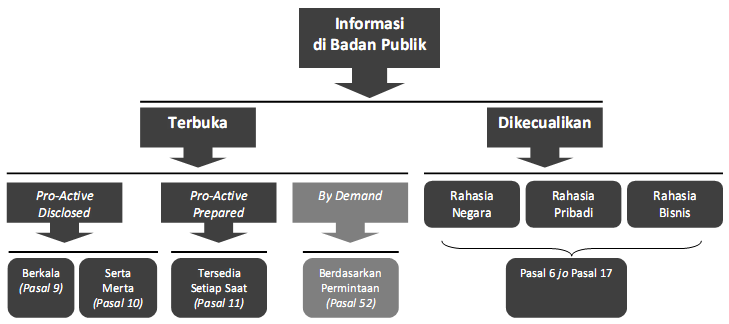 Informasi
di Badan Publik
Terbuka
Dikecualikan
Pro-Active
Disclosed
Pro-Active
Prepared
By Demand
Rahasia
Negara
Rahasia
Pribadi
Rahasia
Bisnis
Berkala
(Pasal 9)
Serta
Merta
(Pasal 10)
Tersedia
Setiap Saat
(Pasal 11)
Berdasarkan
Permintaan
(Pasal 52)
Pasal 6 jo Pasal 17